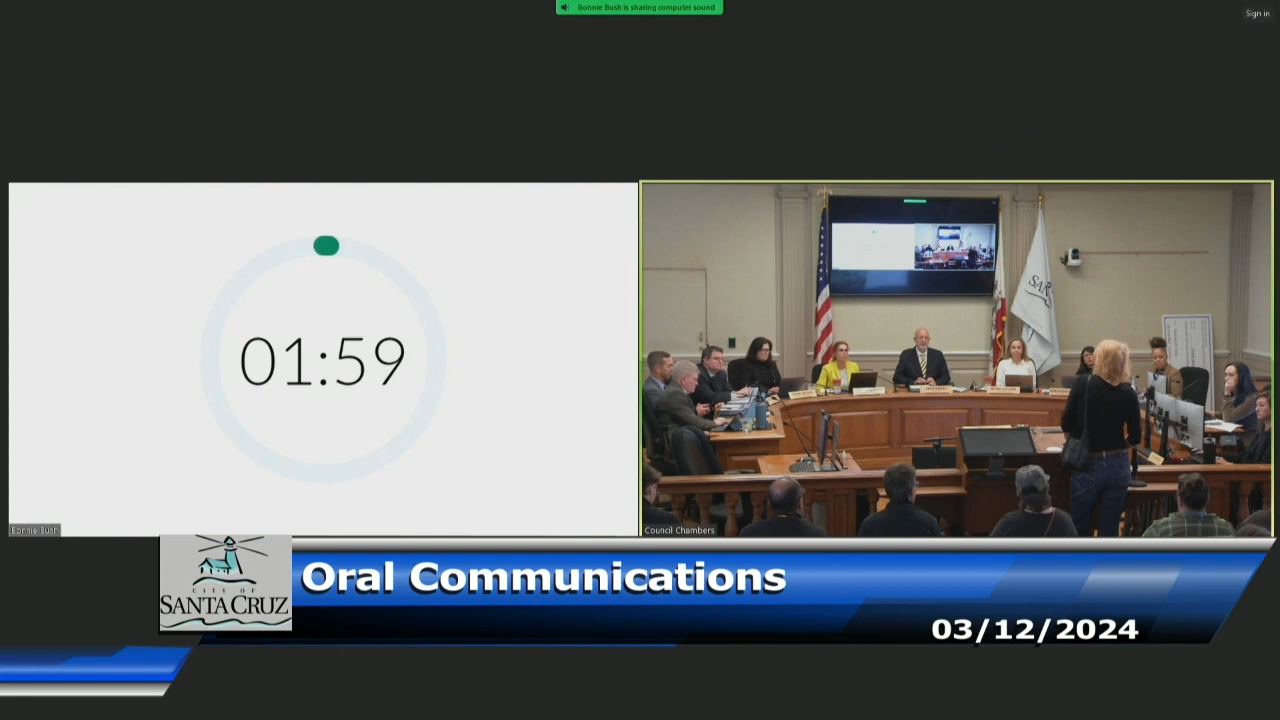 Bonnie Bush is sharing computer sound
Sign in
01:59
Bonnie Bush
Council Chambers
CITY OF
SANTA CRUZ
Oral Communications
03/12/2024